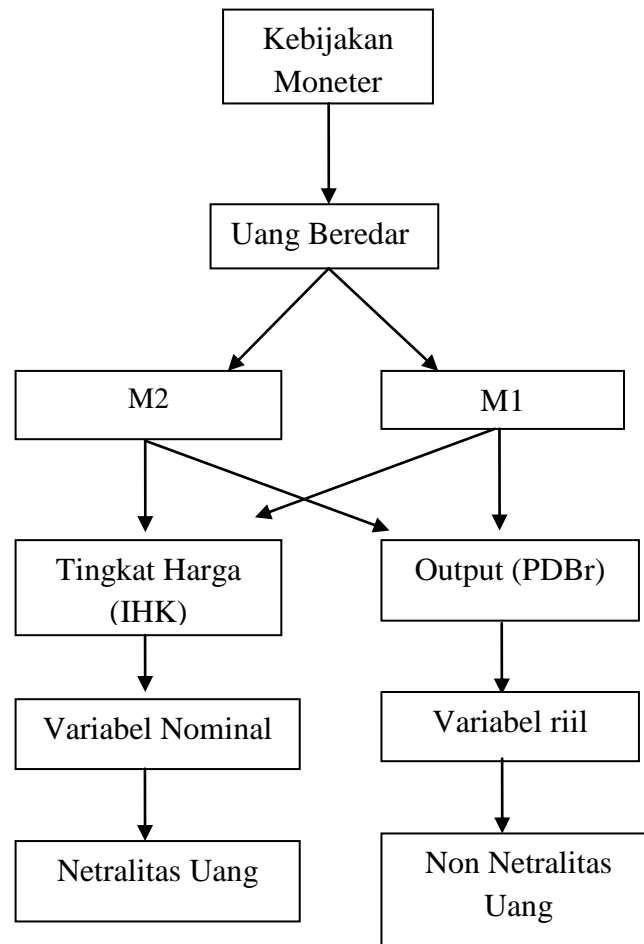 Kebijakan
Moneter
Uang Beredar
M2
M1
Tingkat Harga
(IHK)
Output (PDBr)
Variabel Nominal
Variabel riil
Netralitas Uang
Non Netralitas
Uang